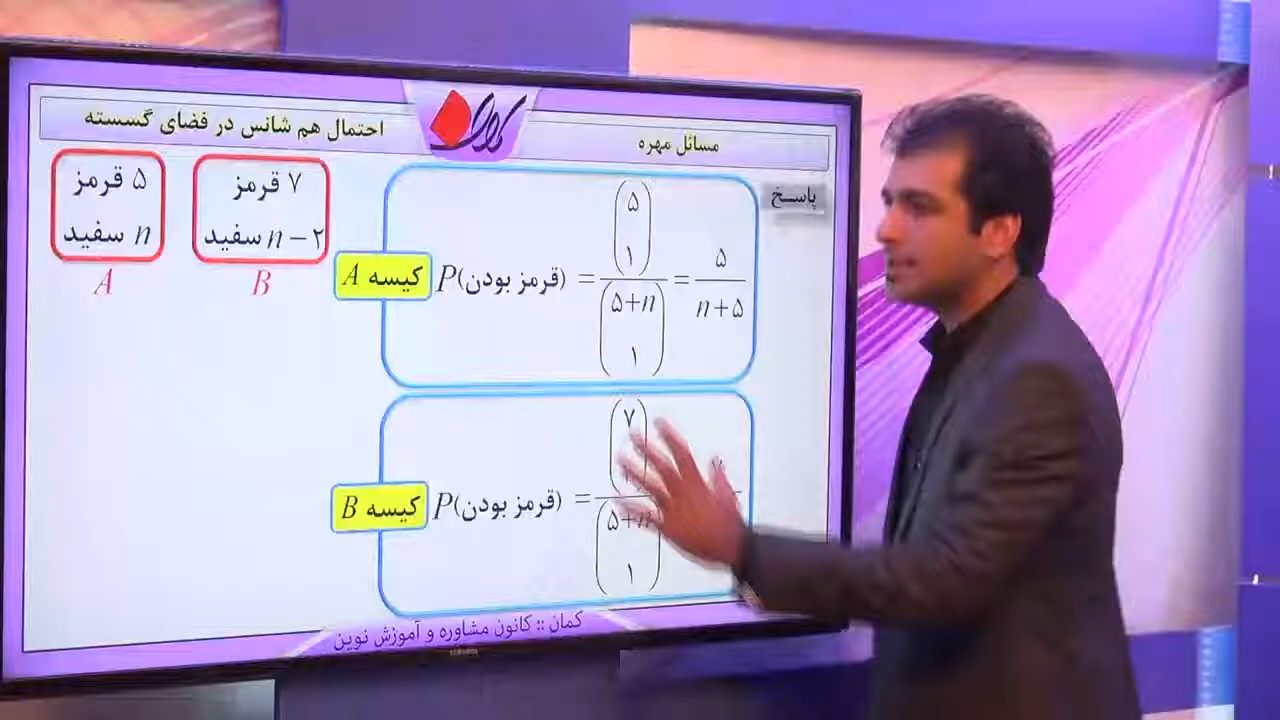 احتمال هم شانس در فضای گسسته
کمان
مسائل مهره
پاسخ
۵ قرمز
n سفید
A
۷ قرمز
n − ۲ سفید
B
کیسه A
P(قرمز بودن) = (۵ ۱) / (۵+n ۱) = ۵ / n+۵
کیسه B
P(قرمز بودن) = (۷ / (۵+n ۱)
کمان :: کانون مشاوره و آموزش نوین